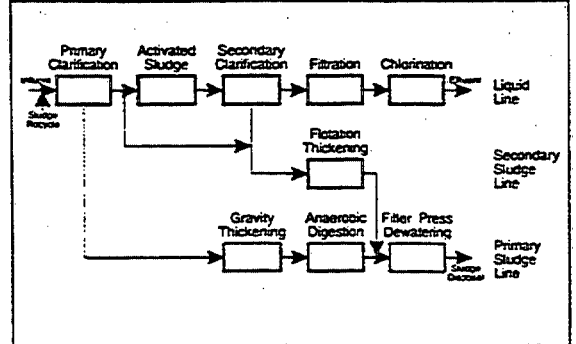 Primary
Clarification
Activated
Sludge
Secondary
Clarification
Filtration
Chlorination
Influent
Effluent
Liquid
Line
Sludge
Recycle
Flotation
Thickening
Secondary
Sludge
Line
Gravity
Thickening
Anaerobic
Digestion
Filter Press
Dewatering
Primary
Sludge
Line
Sludge
Disposal